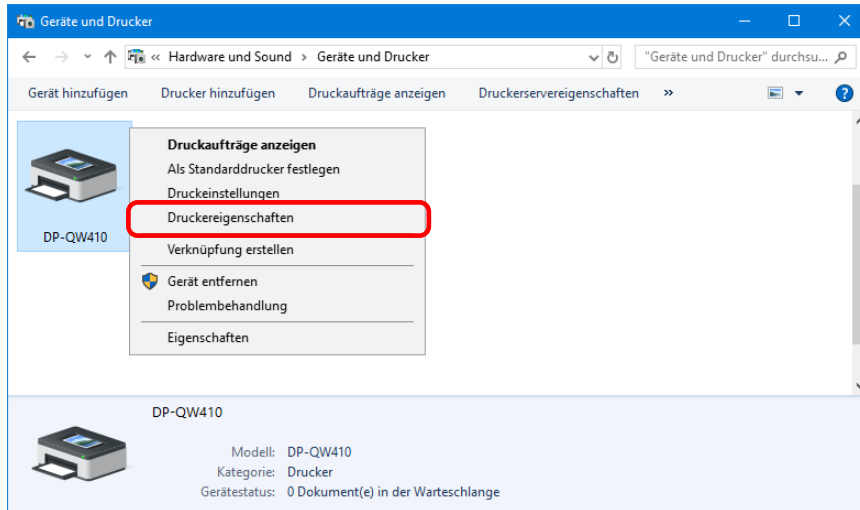 Geräte und Drucker
« Hardware und Sound > Geräte und Drucker
"Geräte und Drucker" durchsu...
Gerät hinzufügen Drucker hinzufügen Druckaufträge anzeigen Druckerservereigenschaften »
Druckaufträge anzeigen
Als Standarddrucker festlegen
Druckeinstellungen
Druckereigenschaften
Verknüpfung erstellen
Gerät entfernen
Problembehandlung
Eigenschaften
DP-QW410
DP-QW410
Modell: DP-QW410
Kategorie: Drucker
Gerätestatus: 0 Dokument(e) in der Warteschlange